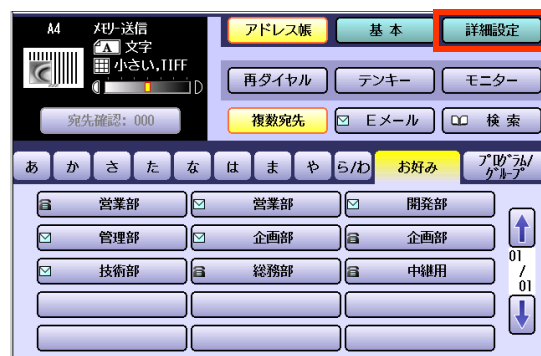 A4 ﾒﾓﾘｰ送信 アドレス帳 基本 詳細設定
A 文字
小さい,TIFF
D
再ダイヤル テンキー モニター
宛先確認: 000 複数宛先 Eメール 検索
あ か さ た な は ま や ら/わ お好み ﾌﾟﾛｸﾞﾗﾑ/
ｸﾞﾙｰﾌﾟ
営業部 営業部 開発部
管理部 企画部 企画部
技術部 総務部 中継用
01
/
01